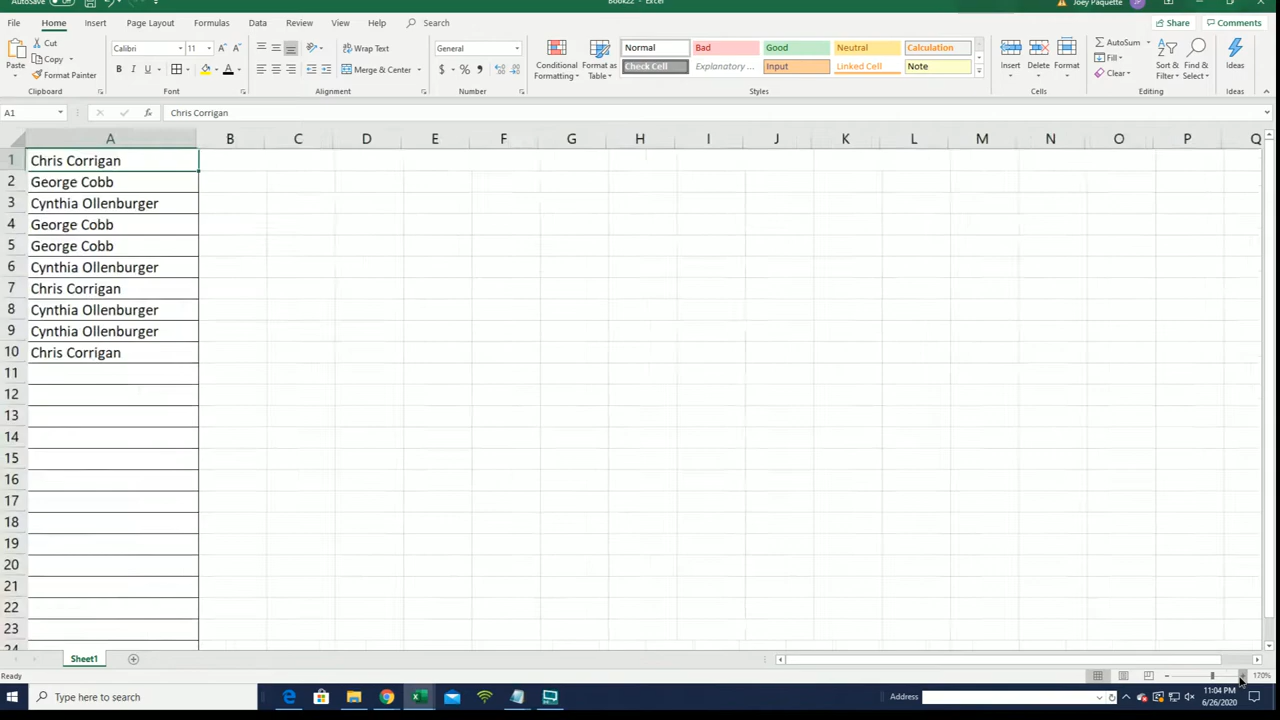 AutoSave
Book22 - Excel
Joey Paquette
JP
File Home Insert Page Layout Formulas Data Review View Help Search Share Comments
Paste Cut Copy Format Painter
Calibri 11 Wrap Text General
Conditional Formatting Format as Table
Normal Bad Good Neutral Calculation
Check Cell Explanatory ... Input Linked Cell Note
B I U Merge & Center $ % ,
Insert Delete Format AutoSum Fill Clear Sort & Filter Find & Select Ideas
Clipboard Font Alignment Number Styles Cells Editing Ideas
A1 fx Chris Corrigan
A B C D E F G H I J K L M N O P Q
1 Chris Corrigan
2 George Cobb
3 Cynthia Ollenburger
4 George Cobb
5 George Cobb
6 Cynthia Ollenburger
7 Chris Corrigan
8 Cynthia Ollenburger
9 Cynthia Ollenburger
10 Chris Corrigan
11
12
13
14
15
16
17
18
19
20
21
22
23
24
Sheet1
Ready 170%
Type here to search Address 11:04 PM
6/26/2020